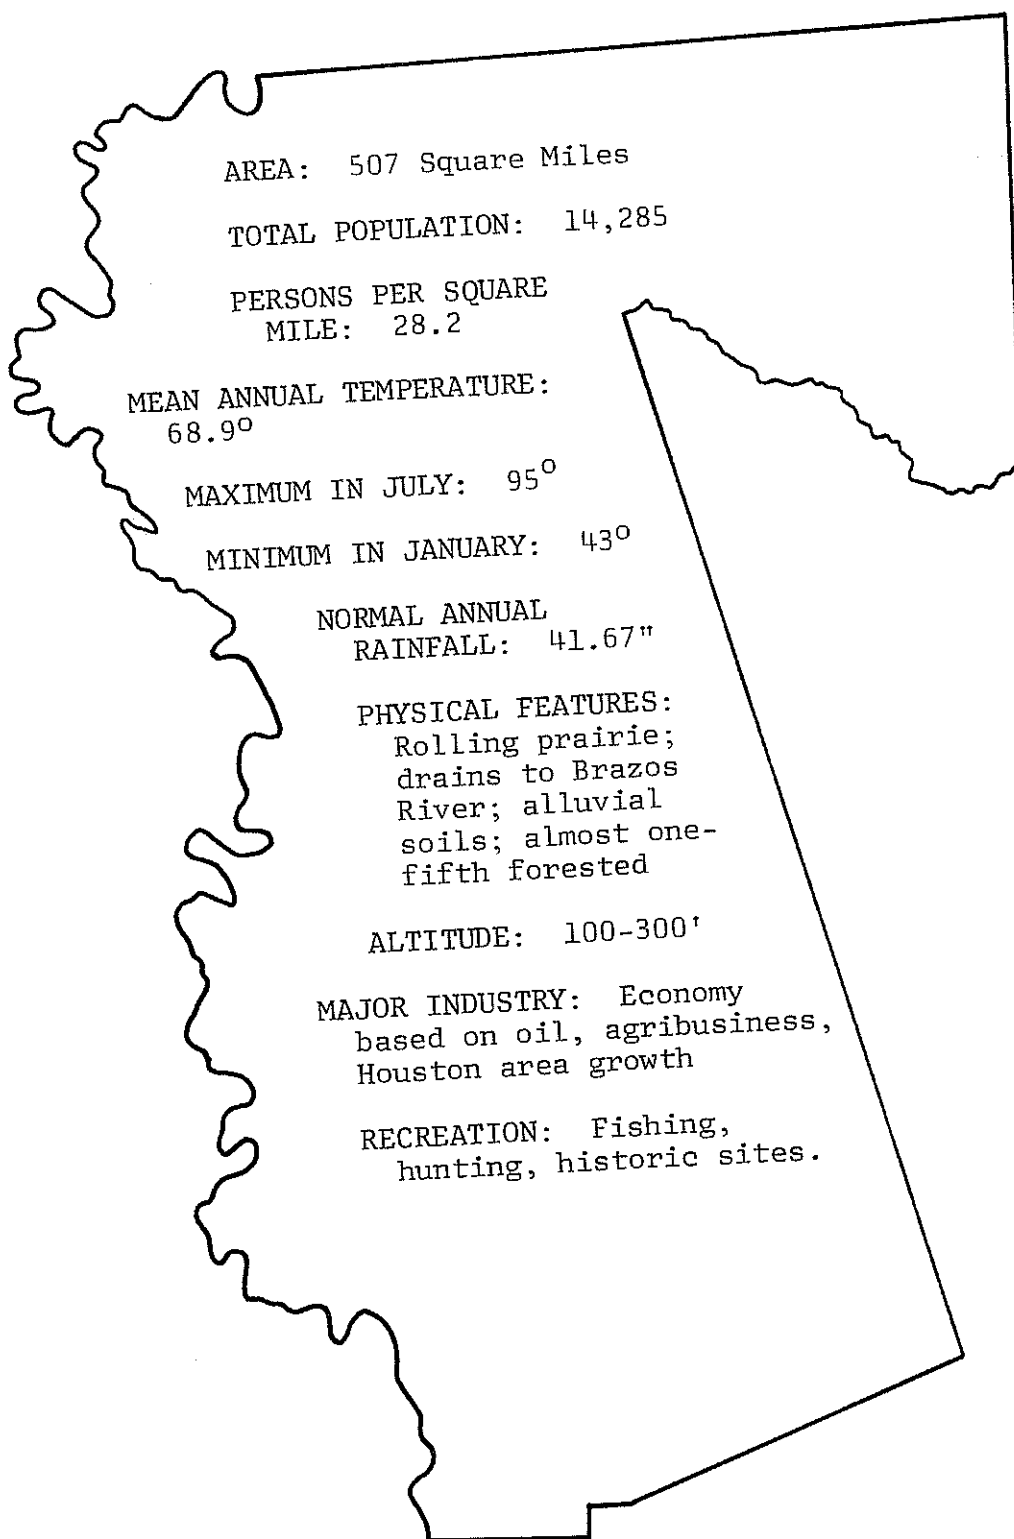 AREA: 507 Square Miles
TOTAL POPULATION: 14,285
PERSONS PER SQUARE
MILE: 28.2
MEAN ANNUAL TEMPERATURE:
68.9°
MAXIMUM IN JULY: 95°
MINIMUM IN JANUARY: 43°
NORMAL ANNUAL
RAINFALL: 41.67"
PHYSICAL FEATURES:
Rolling prairie;
drains to Brazos
River; alluvial
soils; almost one-
fifth forested
ALTITUDE: 100-300'
MAJOR INDUSTRY: Economy
based on oil, agribusiness,
Houston area growth
RECREATION: Fishing,
hunting, historic sites.